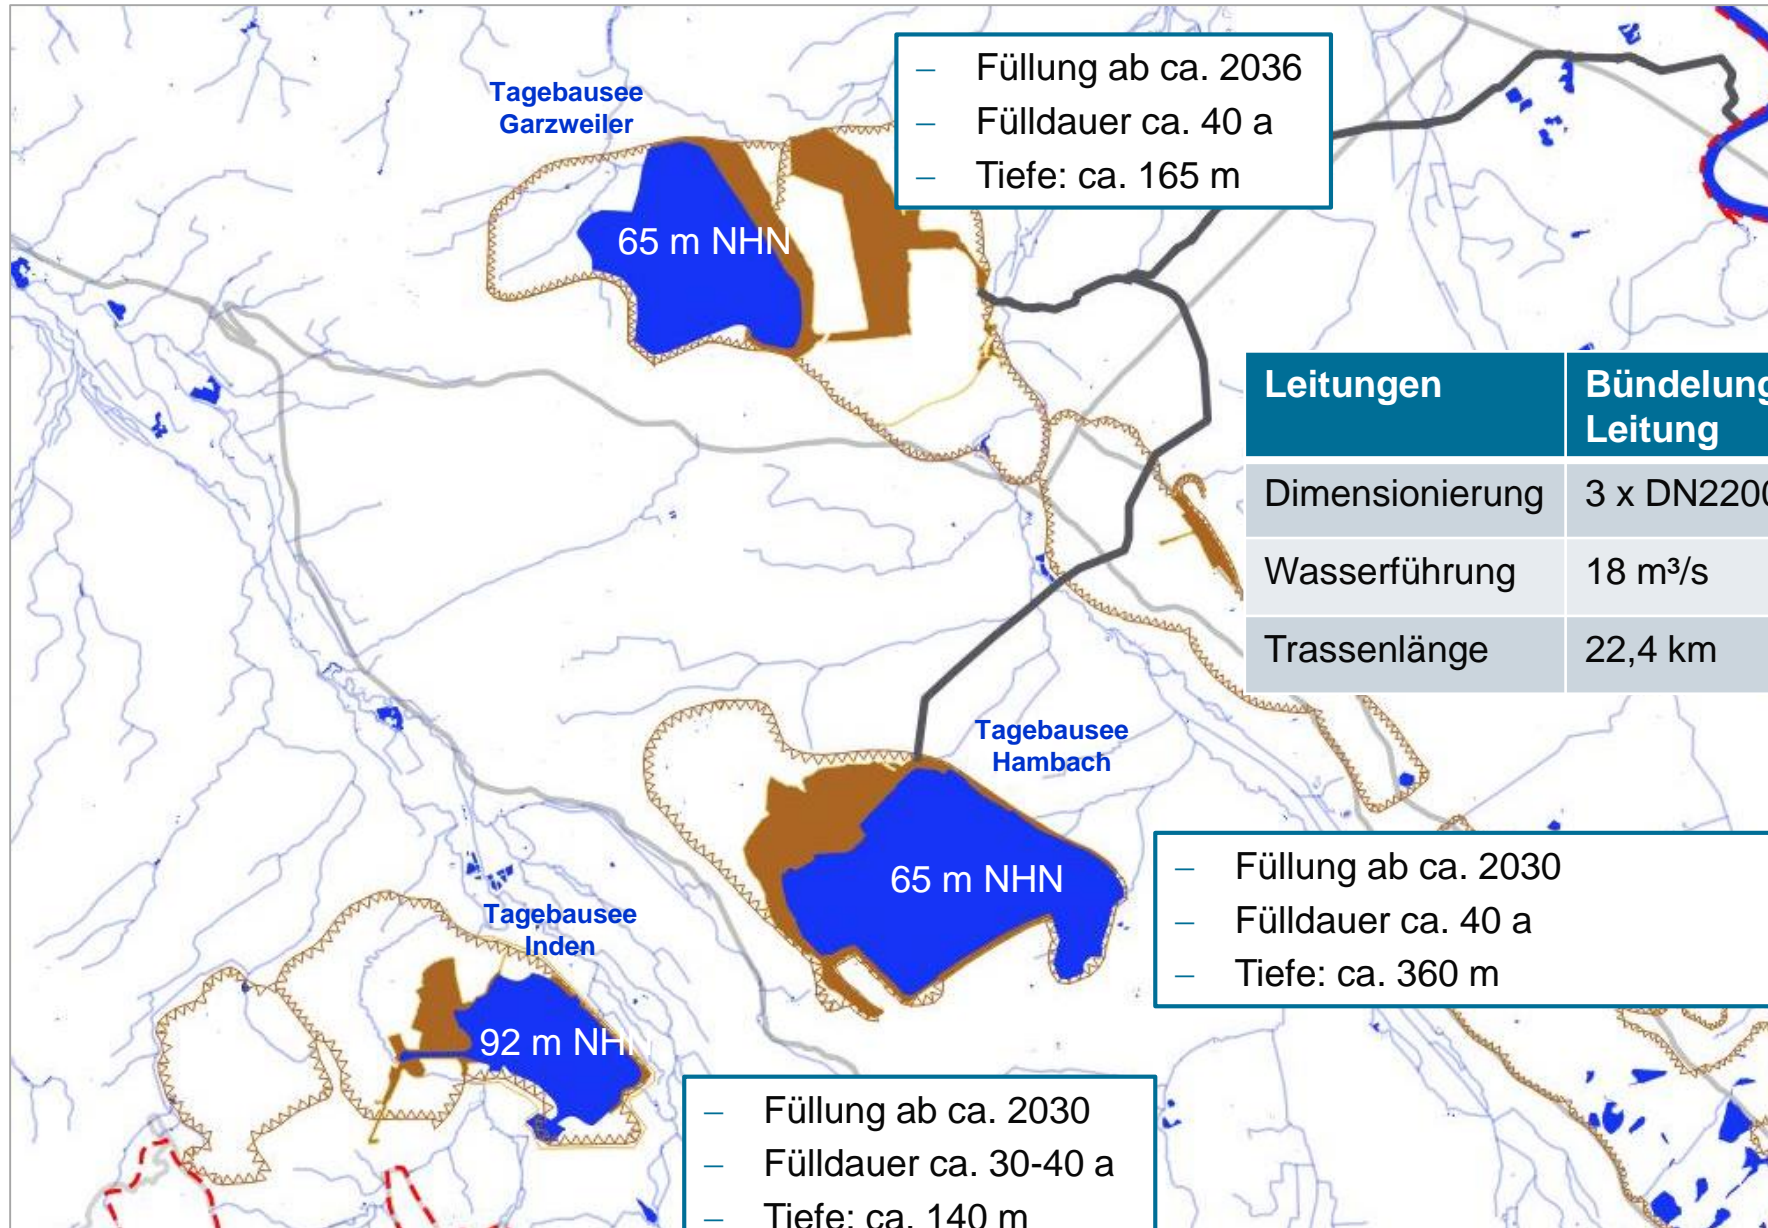 Tagebausee
Garzweiler
– Füllung ab ca. 2036
– Fülldauer ca. 40 a
– Tiefe: ca. 165 m
65 m NHN
Leitungen Bündelung
Leitung
Dimensionierung 3 x DN2200
Wasserführung 18 m³/s
Trassenlänge 22,4 km
Tagebausee
Hambach
65 m NHN
– Füllung ab ca. 2030
– Fülldauer ca. 40 a
– Tiefe: ca. 360 m
Tagebausee
Inden
92 m NHN
– Füllung ab ca. 2030
– Fülldauer ca. 30-40 a
– Tiefe: ca. 140 m